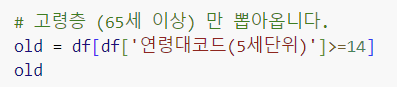 # 고령층 (65세 이상) 만 뽑아옵니다.
old = df[df['연령대코드(5세단위)']>=14]
old